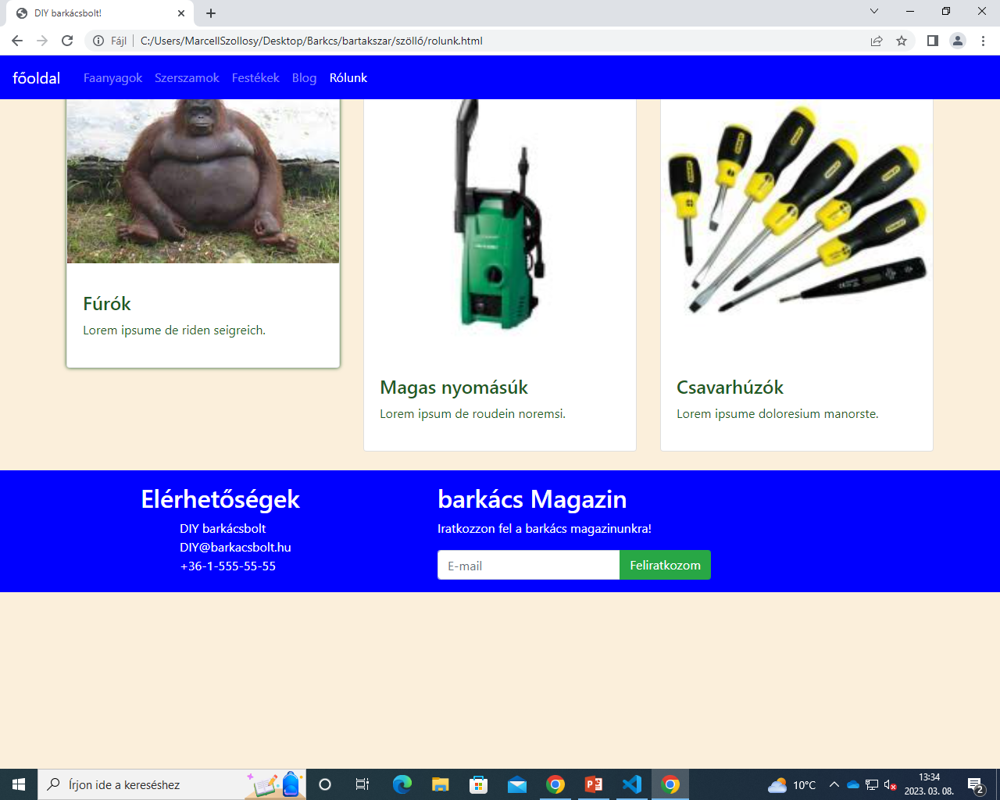 DIY barkácsbolt!
Fájl
C:/Users/MarcellSzollosy/Desktop/Barkcs/bartakszar/szölló/rolunk.html
főoldal Faanyagok Szerszamok Festékek Blog Rólunk
Fúrók
Lorem ipsume de riden seigreich.
Magas nyomásúk
Lorem ipsum de roudein noremsi.
Csavarhúzók
Lorem ipsume doloresium manorste.
Elérhetőségek
DIY barkácsbolt
DIY@barkacsbolt.hu
+36-1-555-55-55
barkács Magazin
Iratkozzon fel a barkács magazinunkra!
E-mail
Feliratkozom
Írjon ide a kereséshez
10°C
13:34
2023. 03. 08.
2